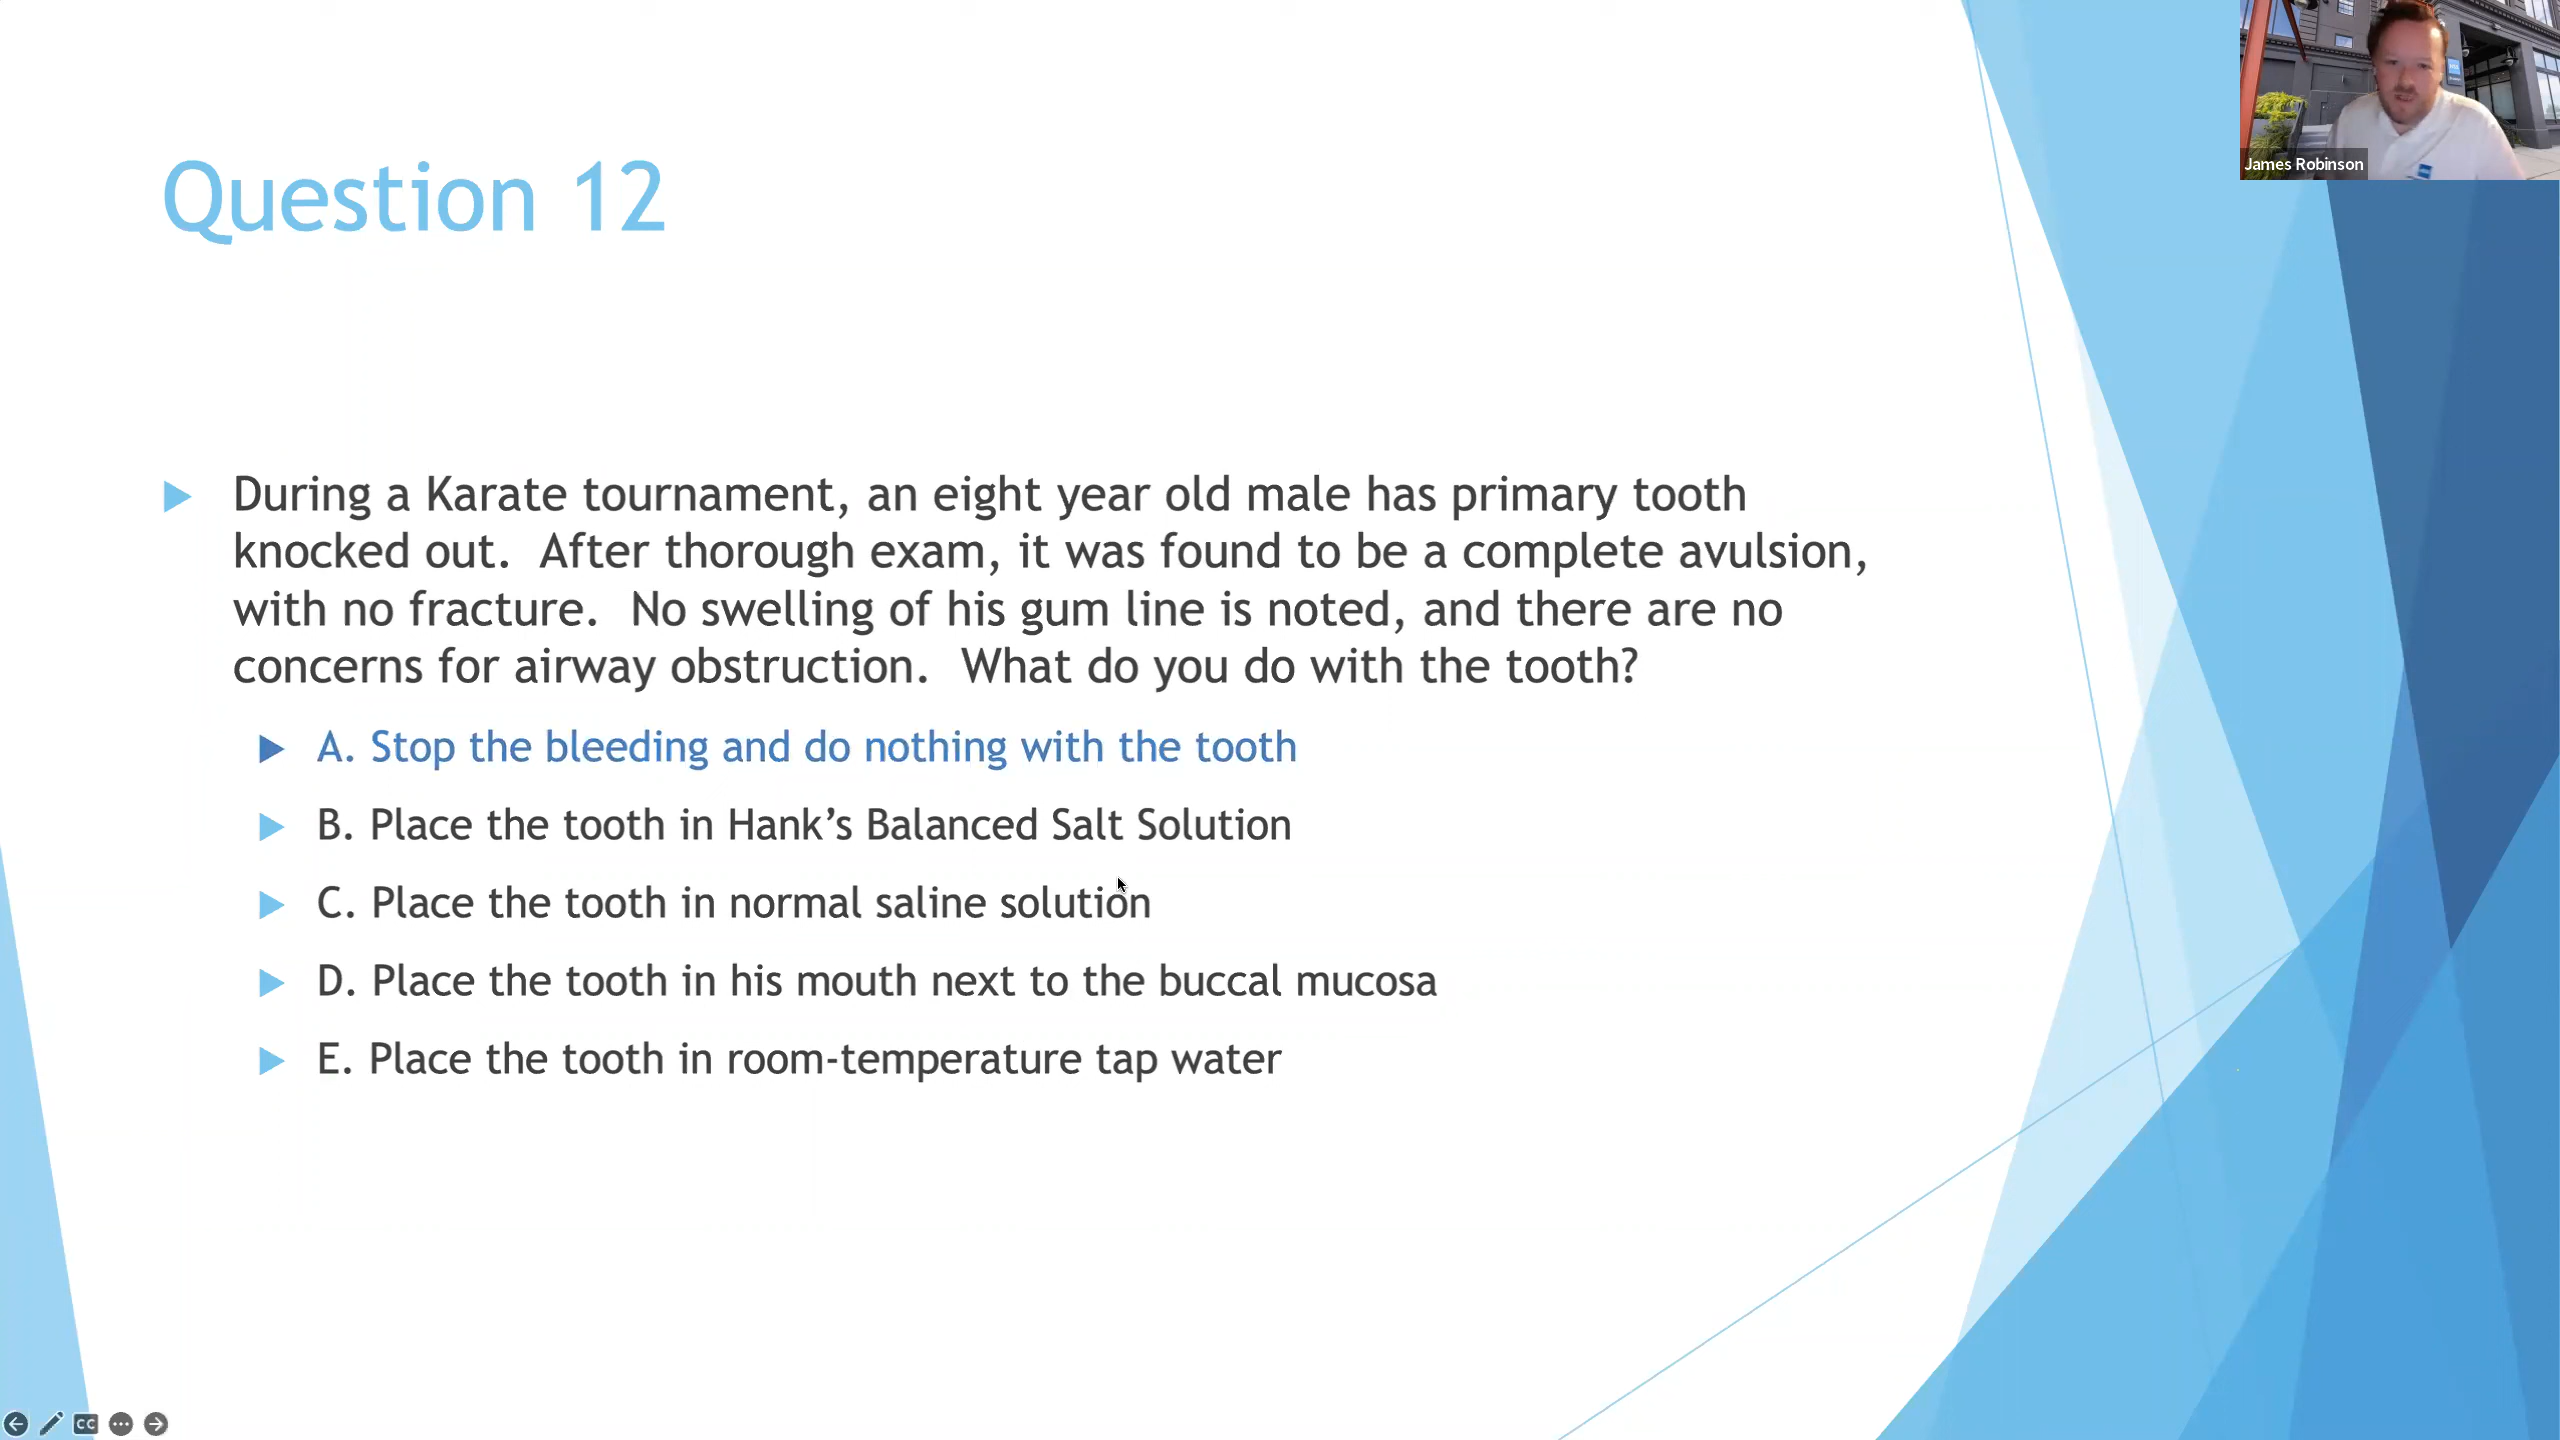 James Robinson
Question 12
During a Karate tournament, an eight year old male has primary tooth
knocked out.  After thorough exam, it was found to be a complete avulsion,
with no fracture.  No swelling of his gum line is noted, and there are no
concerns for airway obstruction.  What do you do with the tooth?
A. Stop the bleeding and do nothing with the tooth
B. Place the tooth in Hank’s Balanced Salt Solution
C. Place the tooth in normal saline solution
D. Place the tooth in his mouth next to the buccal mucosa
E. Place the tooth in room-temperature tap water
CC